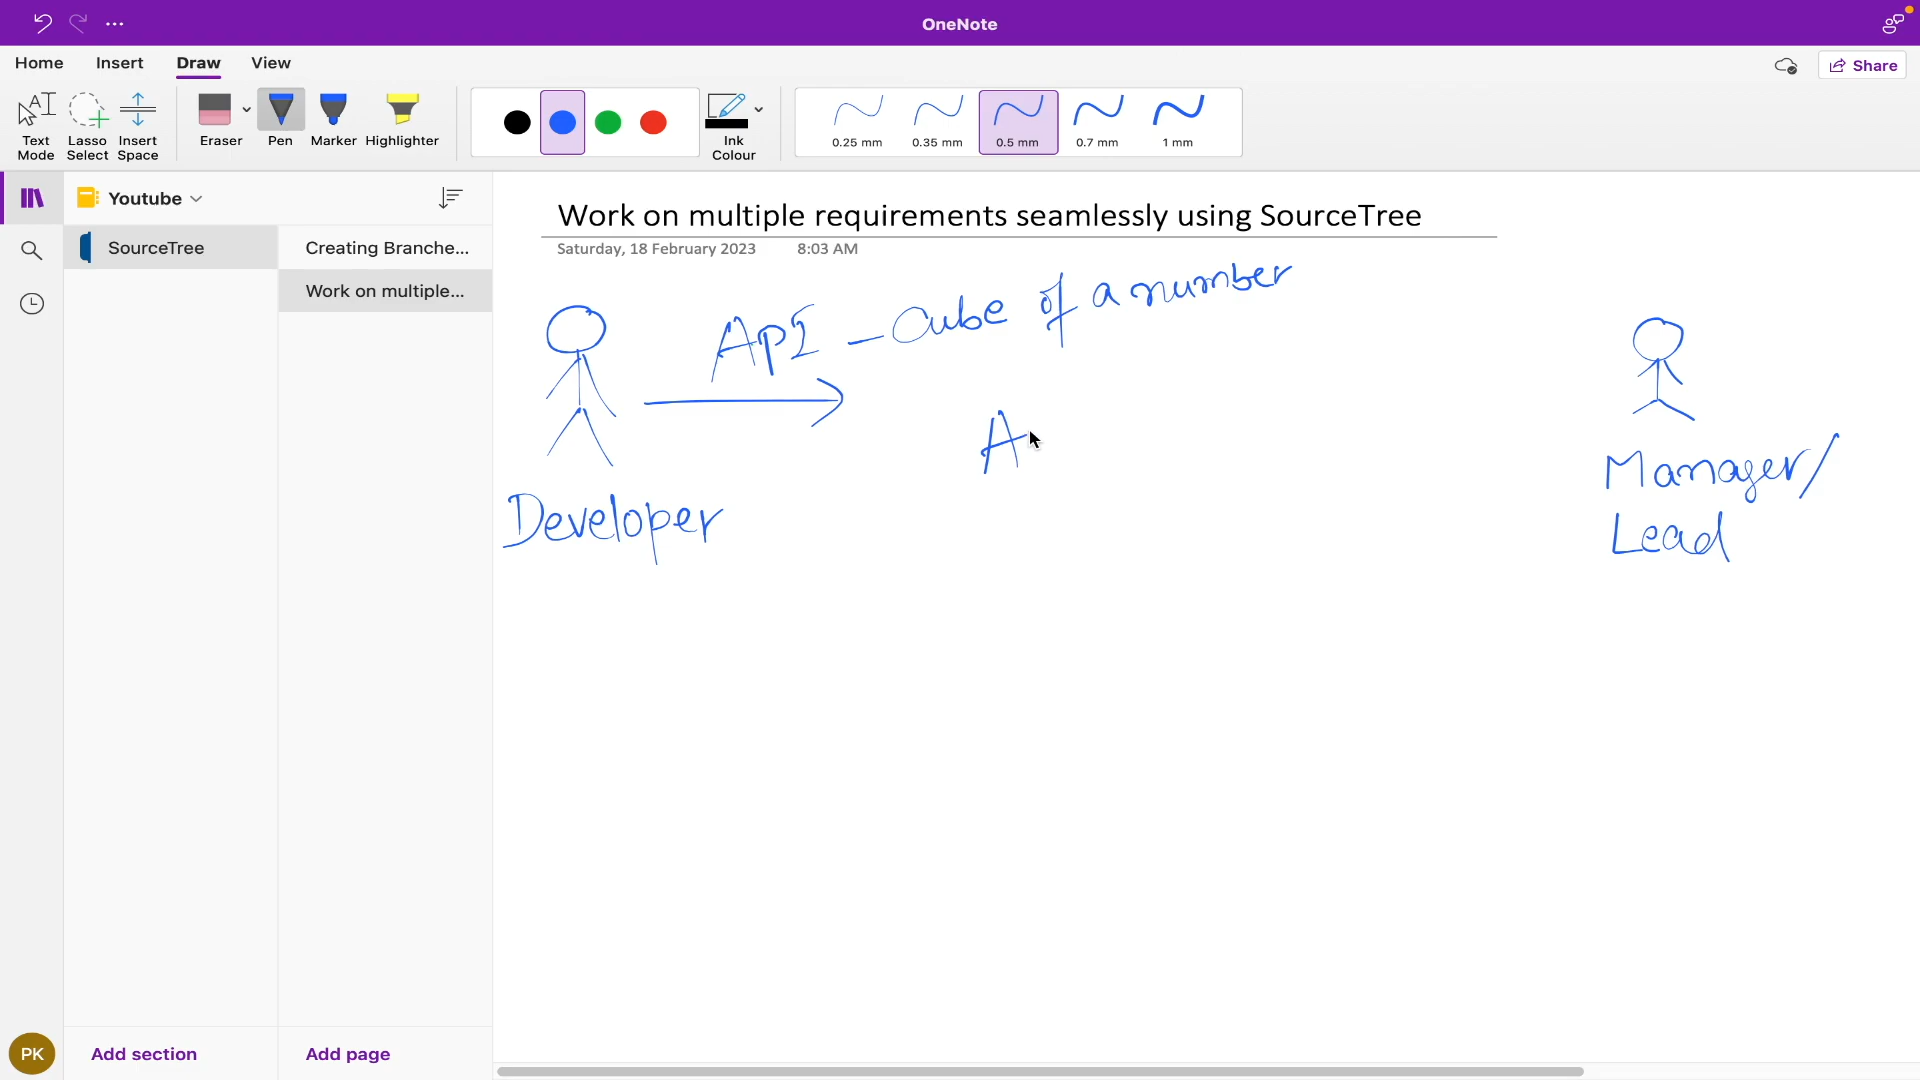 OneNote
Home Insert Draw View
Share
Text Mode
Lasso Select
Insert Space
Eraser
Pen
Marker
Highlighter
Ink Colour
0.25 mm
0.35 mm
0.5 mm
0.7 mm
1 mm
Youtube
SourceTree
Creating Branche...
Work on multiple...
Work on multiple requirements seamlessly using SourceTree
Saturday, 18 February 2023 8:03 AM
API - Cube of a number
A
Developer
Manager/
Lead
PK
Add section
Add page